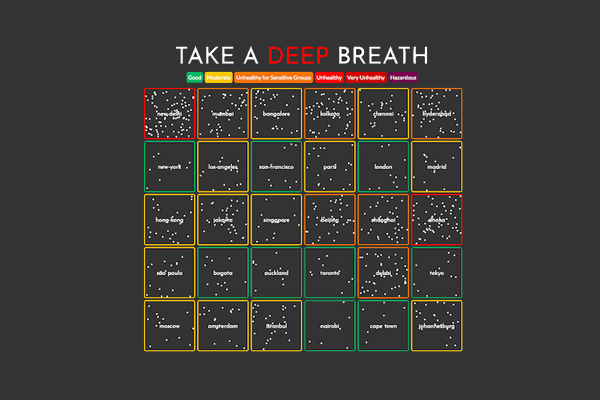 TAKE A DEEP BREATH
Good Moderate Unhealthy for Sensitive Groups Unhealthy Very Unhealthy Hazardous
new-delhi mumbai bangalore kolkata chennai hyderabad
new-york los-angeles san-francisco paris london madrid
hong-kong jakarta singapore beijing shanghai dhaka
são paulo bogota auckland toronto dubai tokyo
moscow amsterdam istanbul nairobi cape town johannesburg